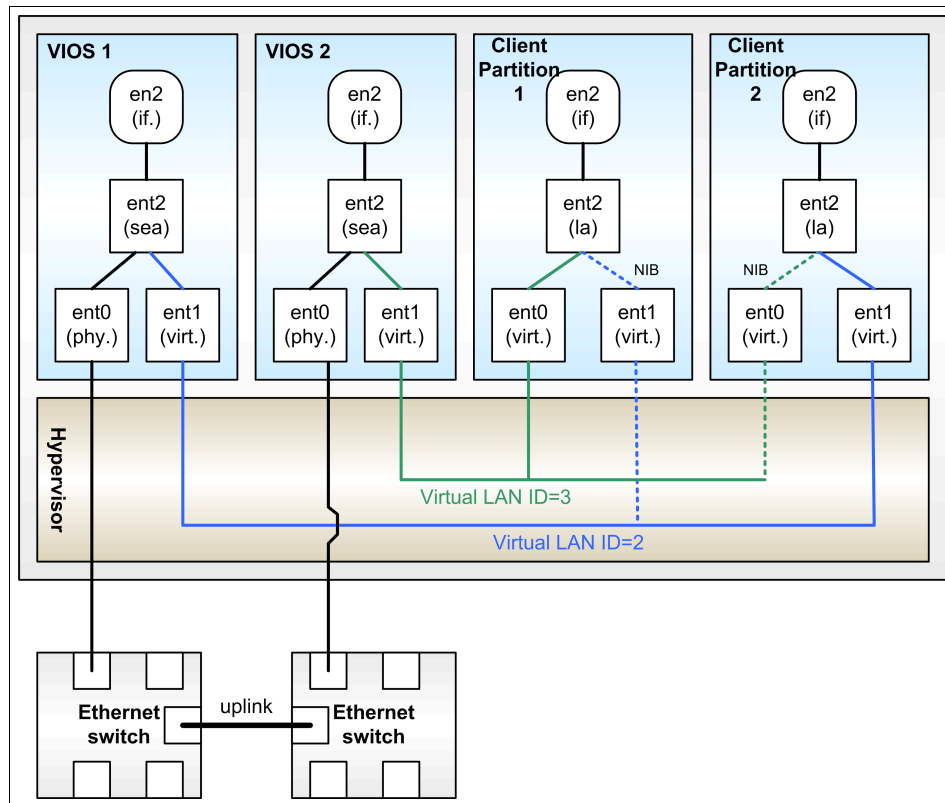 VIOS 1
en2
(if.)
ent2
(sea)
ent0
(phy.)
ent1
(virt.)
VIOS 2
en2
(if.)
ent2
(sea)
ent0
(phy.)
ent1
(virt.)
Client
Partition
1
en2
(if)
ent2
(la)
NIB
ent0
(virt.)
ent1
(virt.)
Client
Partition
2
en2
(if)
ent2
(la)
NIB
ent0
(virt.)
ent1
(virt.)
Hypervisor
Virtual LAN ID=3
Virtual LAN ID=2
Ethernet
switch
uplink
Ethernet
switch